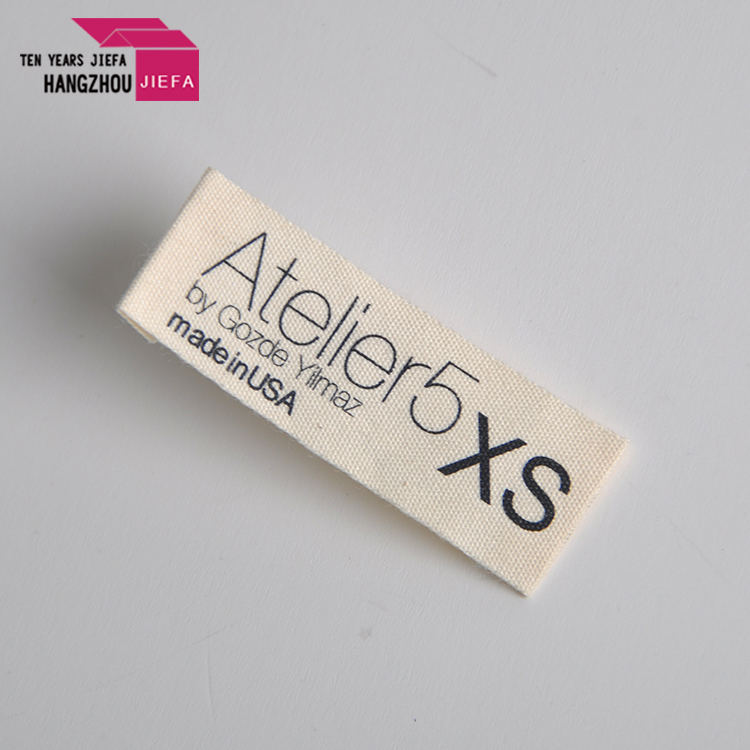 TEN YEARS JIEFA
HANGZHOU JIEFA
Atelier5
by Gozde Yilmaz
made in USA
XS